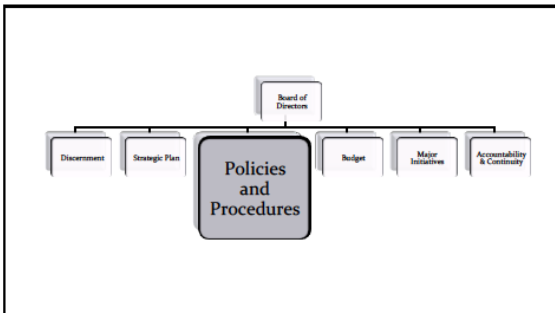 Board of
Directors
Discernment
Strategic Plan
Policies
and
Procedures
Budget
Major
Initiatives
Accountability
& Continuity